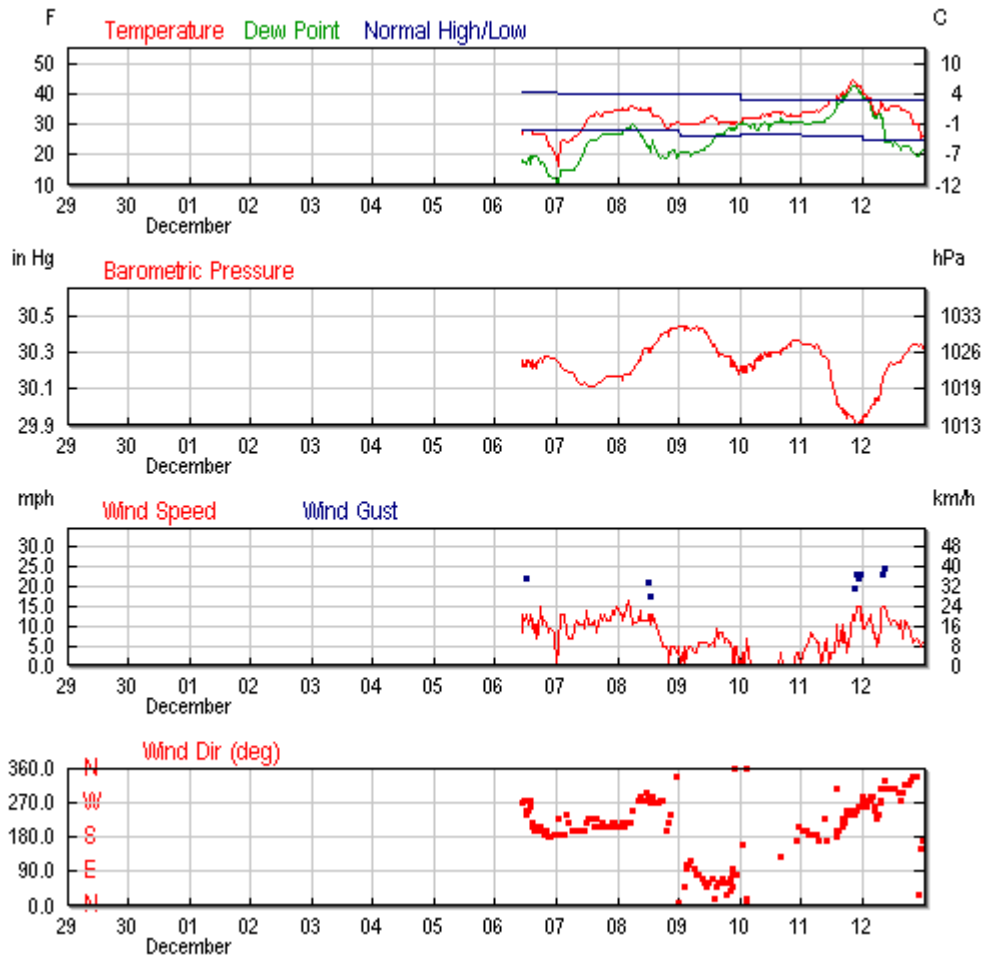 F Temperature Dew Point Normal High/Low C
50 10
40 4
30 -1
20 -7
10 -12
29 30 01 02 03 04 05 06 07 08 09 10 11 12
December
in Hg Barometric Pressure hPa
30.5 1033
30.3 1026
30.1 1019
29.9 1013
29 30 01 02 03 04 05 06 07 08 09 10 11 12
December
mph Wind Speed Wind Gust km/h
30.0 48
25.0 40
20.0 32
15.0 24
10.0 16
5.0 8
0.0 0
29 30 01 02 03 04 05 06 07 08 09 10 11 12
December
Wind Dir (deg)
360.0 N
270.0 W
180.0 S
90.0 E
0.0 N
29 30 01 02 03 04 05 06 07 08 09 10 11 12
December